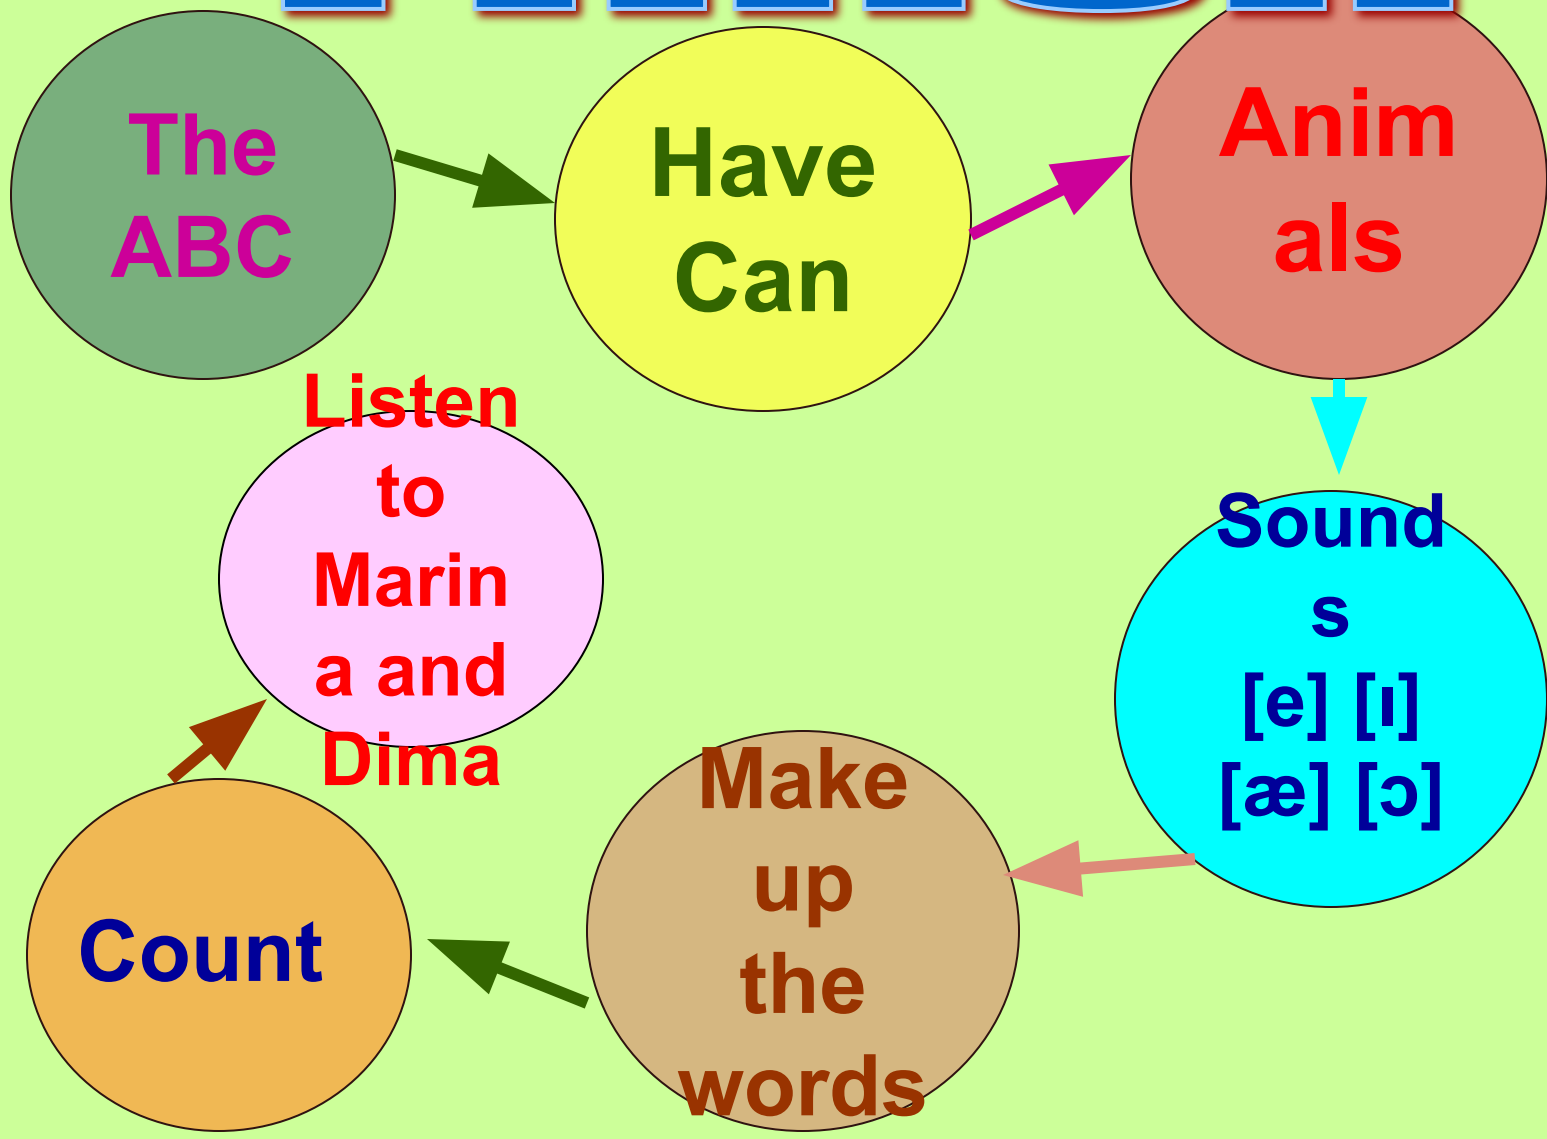 The
ABC
Have
Can
Anim
als
Sound
s
[e] [ı]
[æ] [ɔ]
Make
up
the
words
Count
Listen
to
Marin
a and
Dima